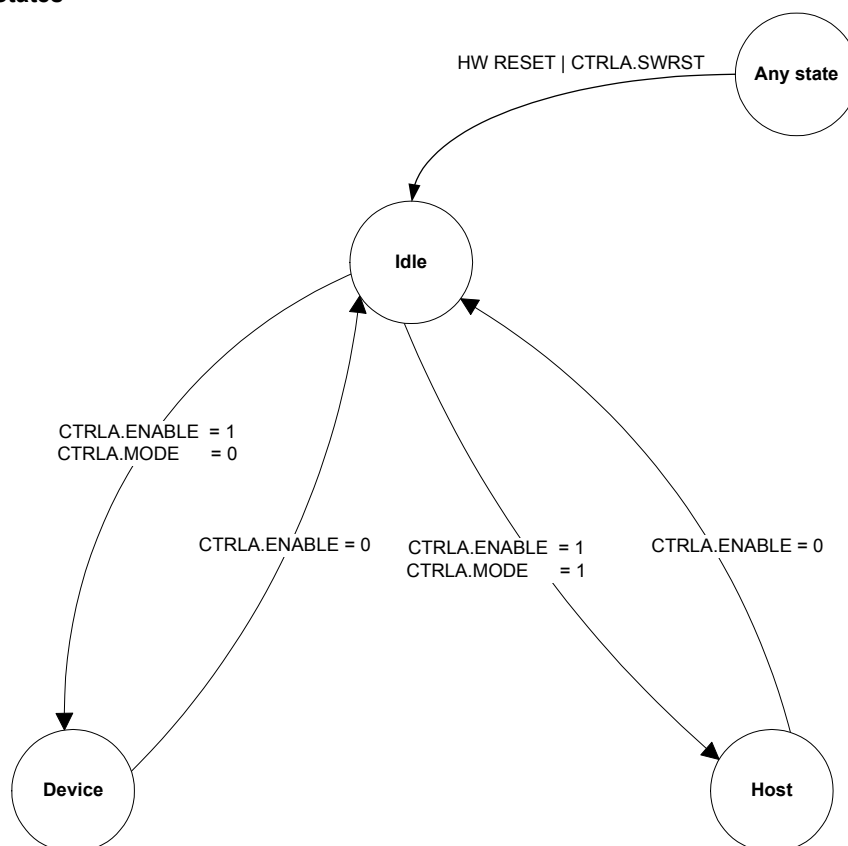 HW RESET | CTRLA.SWRST
Any state
Idle
CTRLA.ENABLE = 1
CTRLA.MODE = 0
CTRLA.ENABLE = 0
CTRLA.ENABLE = 1
CTRLA.MODE = 1
CTRLA.ENABLE = 0
Device
Host